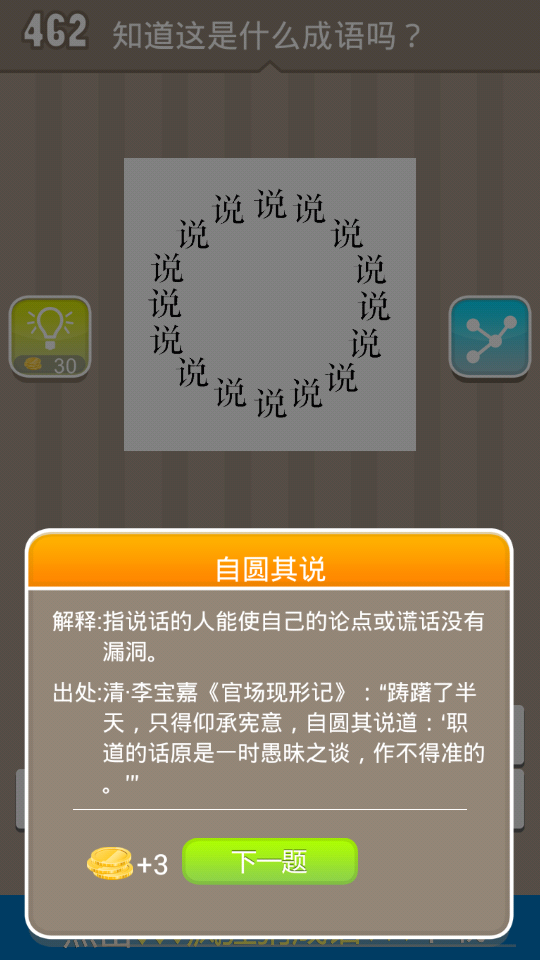 462 知道这是什么成语吗？
说 说 说
说 说
说 说
说 说
说 说
说 说
说 说 说
30
自圆其说
解释:指说话的人能使自己的论点或谎话没有
漏洞。
出处:清·李宝嘉《官场现形记》：“踌躇了半
天，只得仰承宪意，自圆其说道：‘职
道的话原是一时愚昧之谈，作不得准的
。’”
+3 下一题